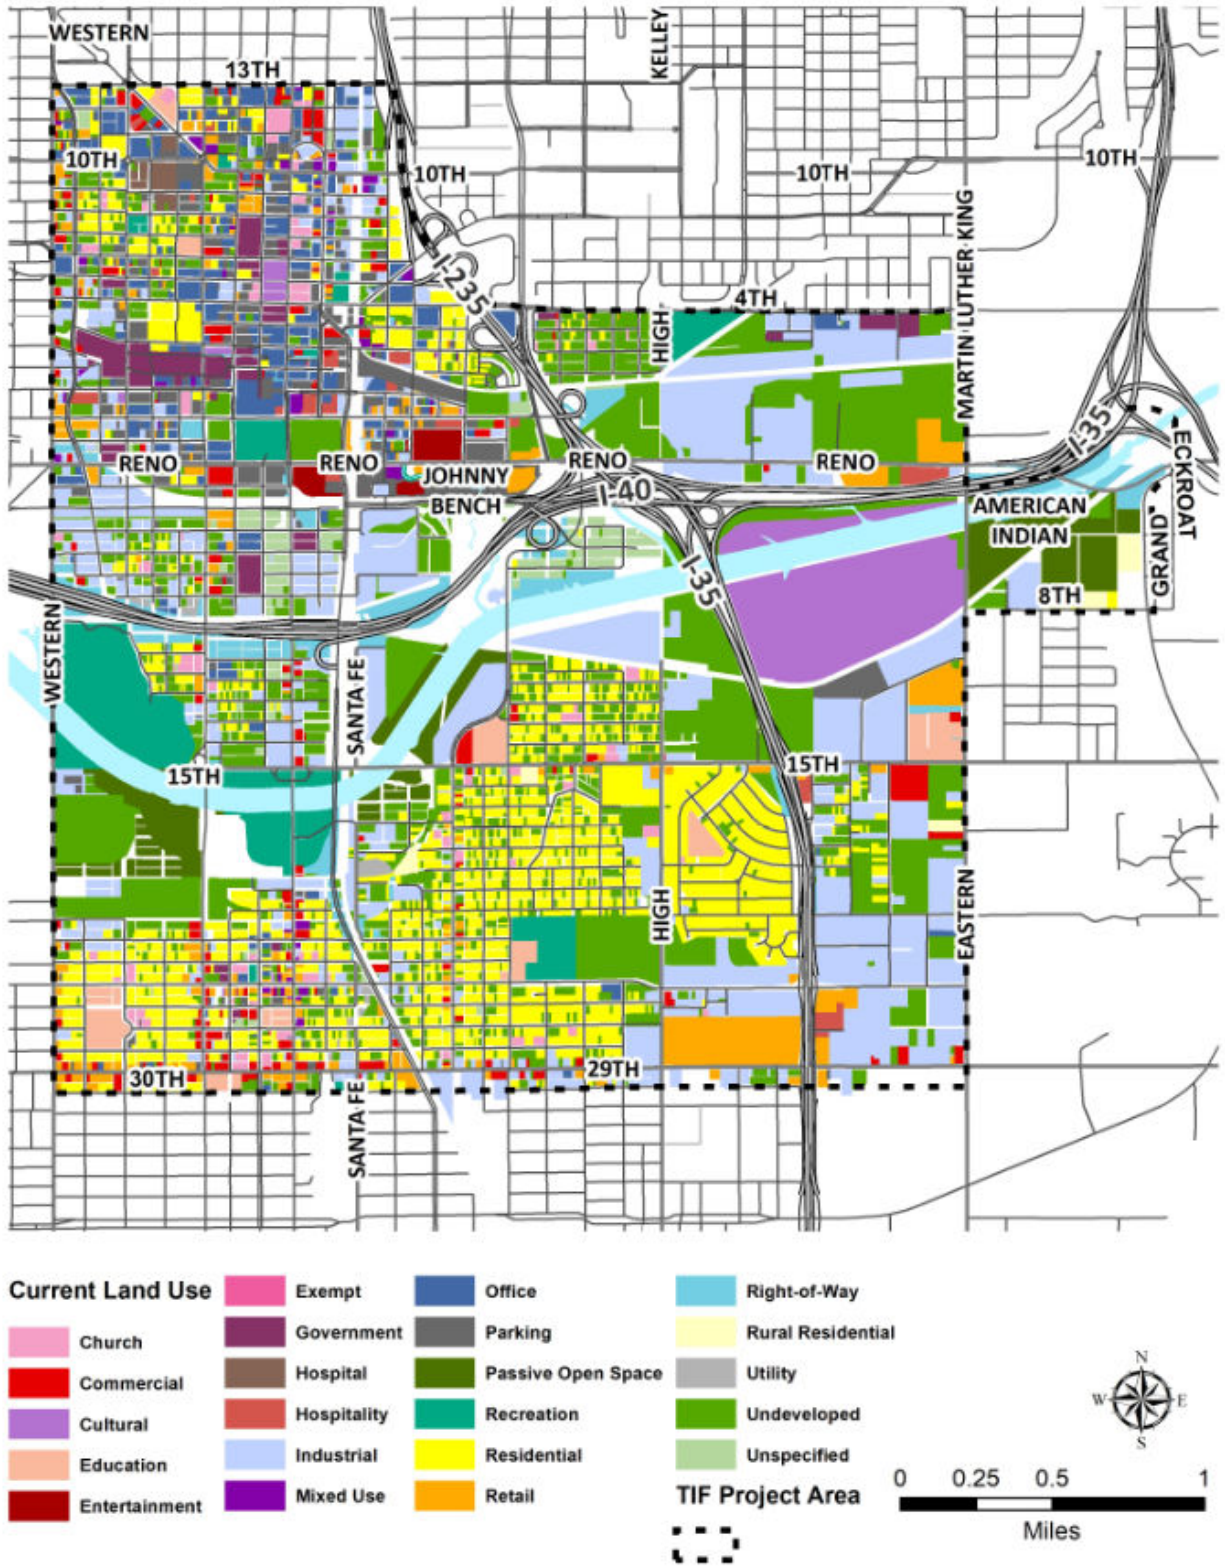 WESTERN
KELLEY
13TH
10TH
10TH
10TH
10TH
MARTIN LUTHER KING
I-235
4TH
HIGH
I-35
ECKROAT
RENO
RENO
JOHNNY
BENCH
RENO
I-40
RENO
AMERICAN
INDIAN
GRAND
I-35
8TH
WESTERN
SANTA FE
15TH
15TH
HIGH
EASTERN
30TH
29TH
SANTA FE
Current Land Use
Church
Commercial
Cultural
Education
Entertainment
Exempt
Government
Hospital
Hospitality
Industrial
Mixed Use
Office
Parking
Passive Open Space
Recreation
Residential
Retail
Right-of-Way
Rural Residential
Utility
Undeveloped
Unspecified
TIF Project Area
N
W E
S
0 0.25 0.5 1
Miles